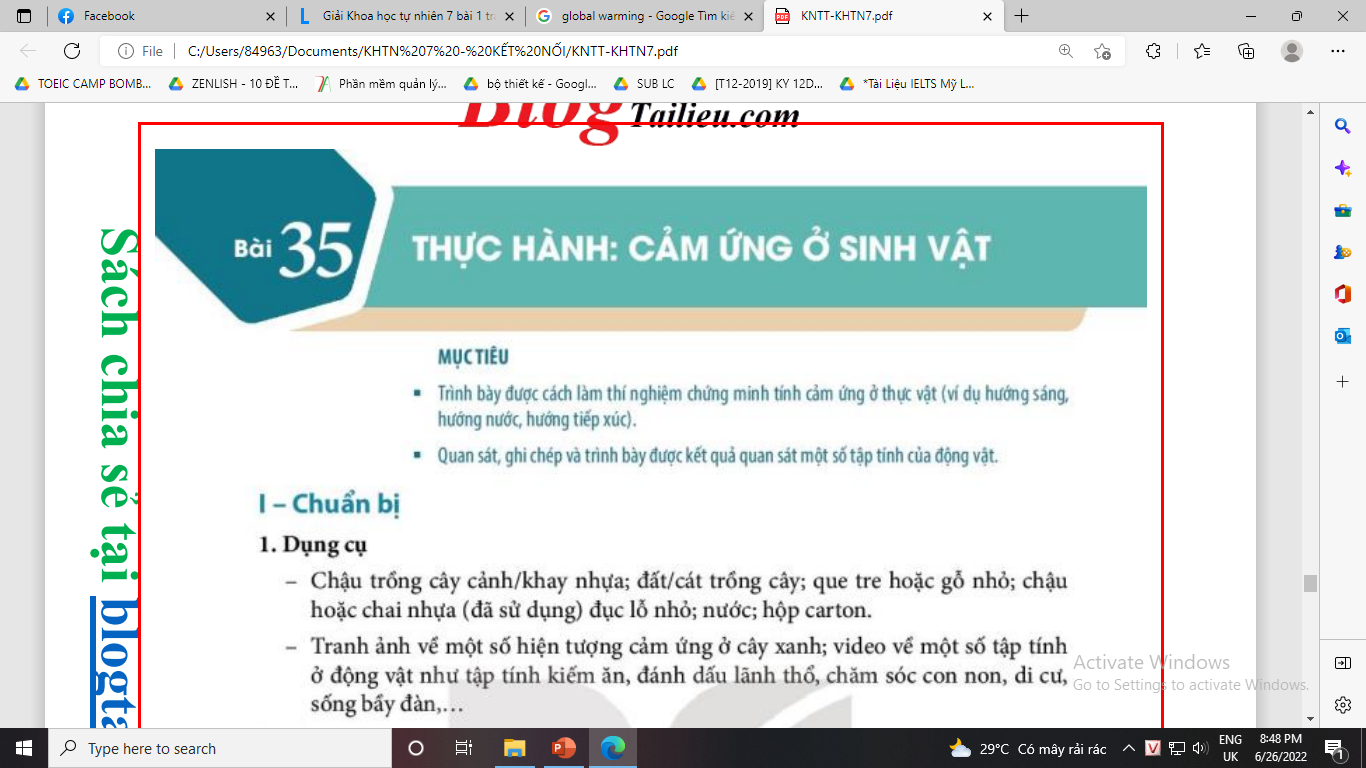 Facebook
Giải Khoa học tự nhiên 7 bài 1 tr
global warming - Google Tìm kiế
KNTT-KHTN7.pdf
File
C:/Users/84963/Documents/KHTN%207%20-%20KẾT%20NỐI/KNTT-KHTN7.pdf
TOEIC CAMP BOMB...
ZENLISH - 10 ĐỀ T...
Phần mềm quản lý...
bộ thiết kế - Googl...
SUB LC
[T12-2019] KY 12D...
*Tài Liệu IELTS Mỹ L...
Blog Tailieu.com
Sách chia sẻ tại blogta
Bài 35
THỰC HÀNH: CẢM ỨNG Ở SINH VẬT
MỤC TIÊU
▪ Trình bày được cách làm thí nghiệm chứng minh tính cảm ứng ở thực vật (ví dụ hướng sáng,
hướng nước, hướng tiếp xúc).
▪ Quan sát, ghi chép và trình bày được kết quả quan sát một số tập tính của động vật.
I – Chuẩn bị
1. Dụng cụ
– Chậu trồng cây cảnh/khay nhựa; đất/cát trồng cây; que tre hoặc gỗ nhỏ; chậu
hoặc chai nhựa (đã sử dụng) đục lỗ nhỏ; nước; hộp carton.
– Tranh ảnh về một số hiện tượng cảm ứng ở cây xanh; video về một số tập tính
ở động vật như tập tính kiếm ăn, đánh dấu lãnh thổ, chăm sóc con non, di cư,
sống bầy đàn,...
Activate Windows
Go to Settings to activate Windows.
Type here to search
29°C Có mây rải rác
ENG
UK
8:48 PM
6/26/2022
1